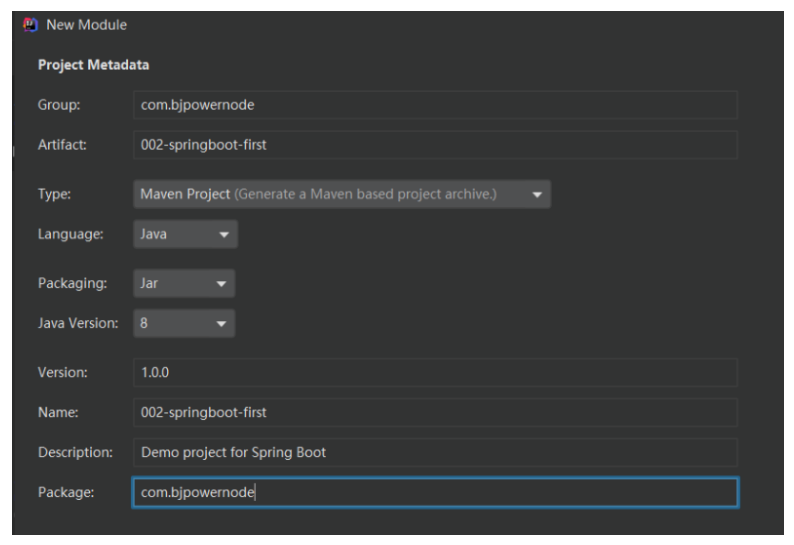 New Module
Project Metadata
Group: com.bjpowernode
Artifact: 002-springboot-first
Type: Maven Project (Generate a Maven based project archive.)
Language: Java
Packaging: Jar
Java Version: 8
Version: 1.0.0
Name: 002-springboot-first
Description: Demo project for Spring Boot
Package: com.bjpowernode